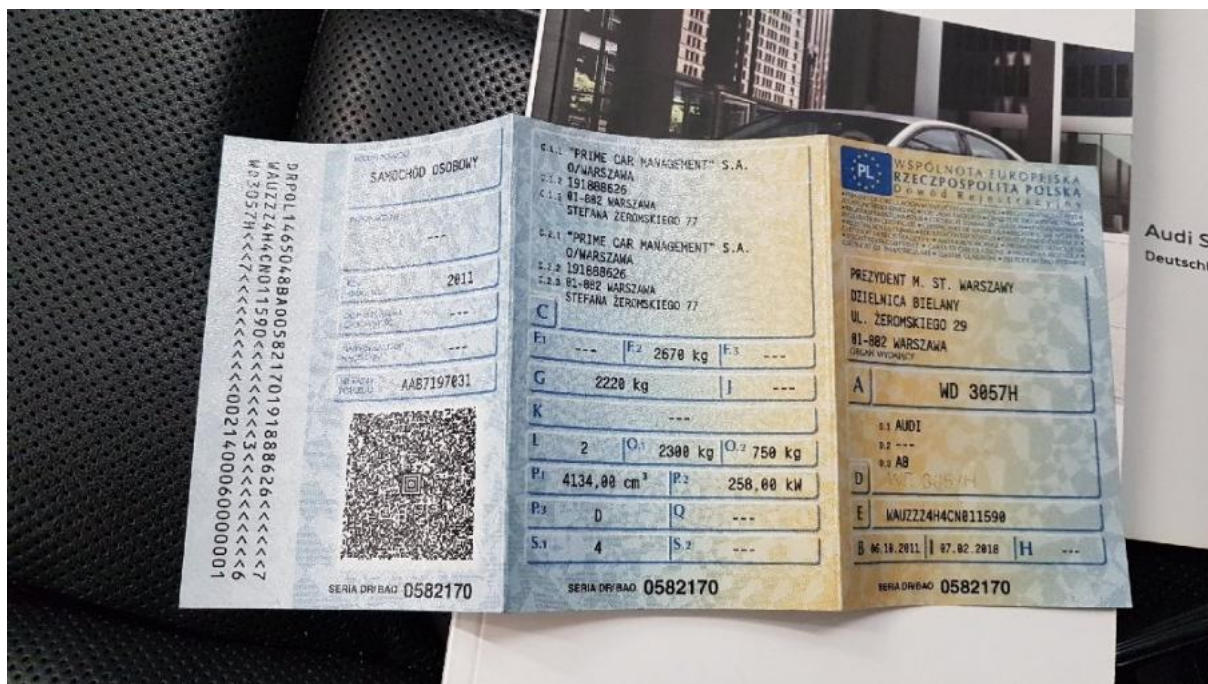 DRPOL1465048BA00582170191888626<<<<<7
WAUZZZ4H4CN011590<<<<<<<3<<<<<<<<<<6
SAMOCHÓD OSOBOWY
---
2011
---
---
AAB7197031
SERIA DR/BAO 0582170
C.1.1 "PRIME CAR MANAGEMENT" S.A.
O/WARSZAWA
C.1.2 191888626
C.1.3 01-882 WARSZAWA
STEFANA ŻEROMSKIEGO 77
C.2.1 "PRIME CAR MANAGEMENT" S.A.
O/WARSZAWA
C.2.2 191888626
C.2.3 01-882 WARSZAWA
STEFANA ŻEROMSKIEGO 77
C
F.1 --- F.2 2670 kg F.3 ---
G 2220 kg J ---
K ---
L 2 O.1 2300 kg O.2 750 kg
P.1 4134,00 cm³ P.2 258,00 kW
P.3 D Q ---
S.1 4 S.2 ---
SERIA DR/BAO 0582170
PL
WSPÓLNOTA EUROPEJSKA
RZECZPOSPOLITA POLSKA
Dowód Rejestracyjny
PREZYDENT M. ST. WARSZAWY
DZIELNICA BIELANY
UL. ŻEROMSKIEGO 29
01-882 WARSZAWA
ORGAN WYDAJĄCY
A WD 3057H
D.1 AUDI
D.2 ---
D.3 A8
D
E WAUZZZ4H4CN011590
B 06.10.2011 I 07.02.2018 H ---
SERIA DR/BAO 0582170
Audi S
Deutschl